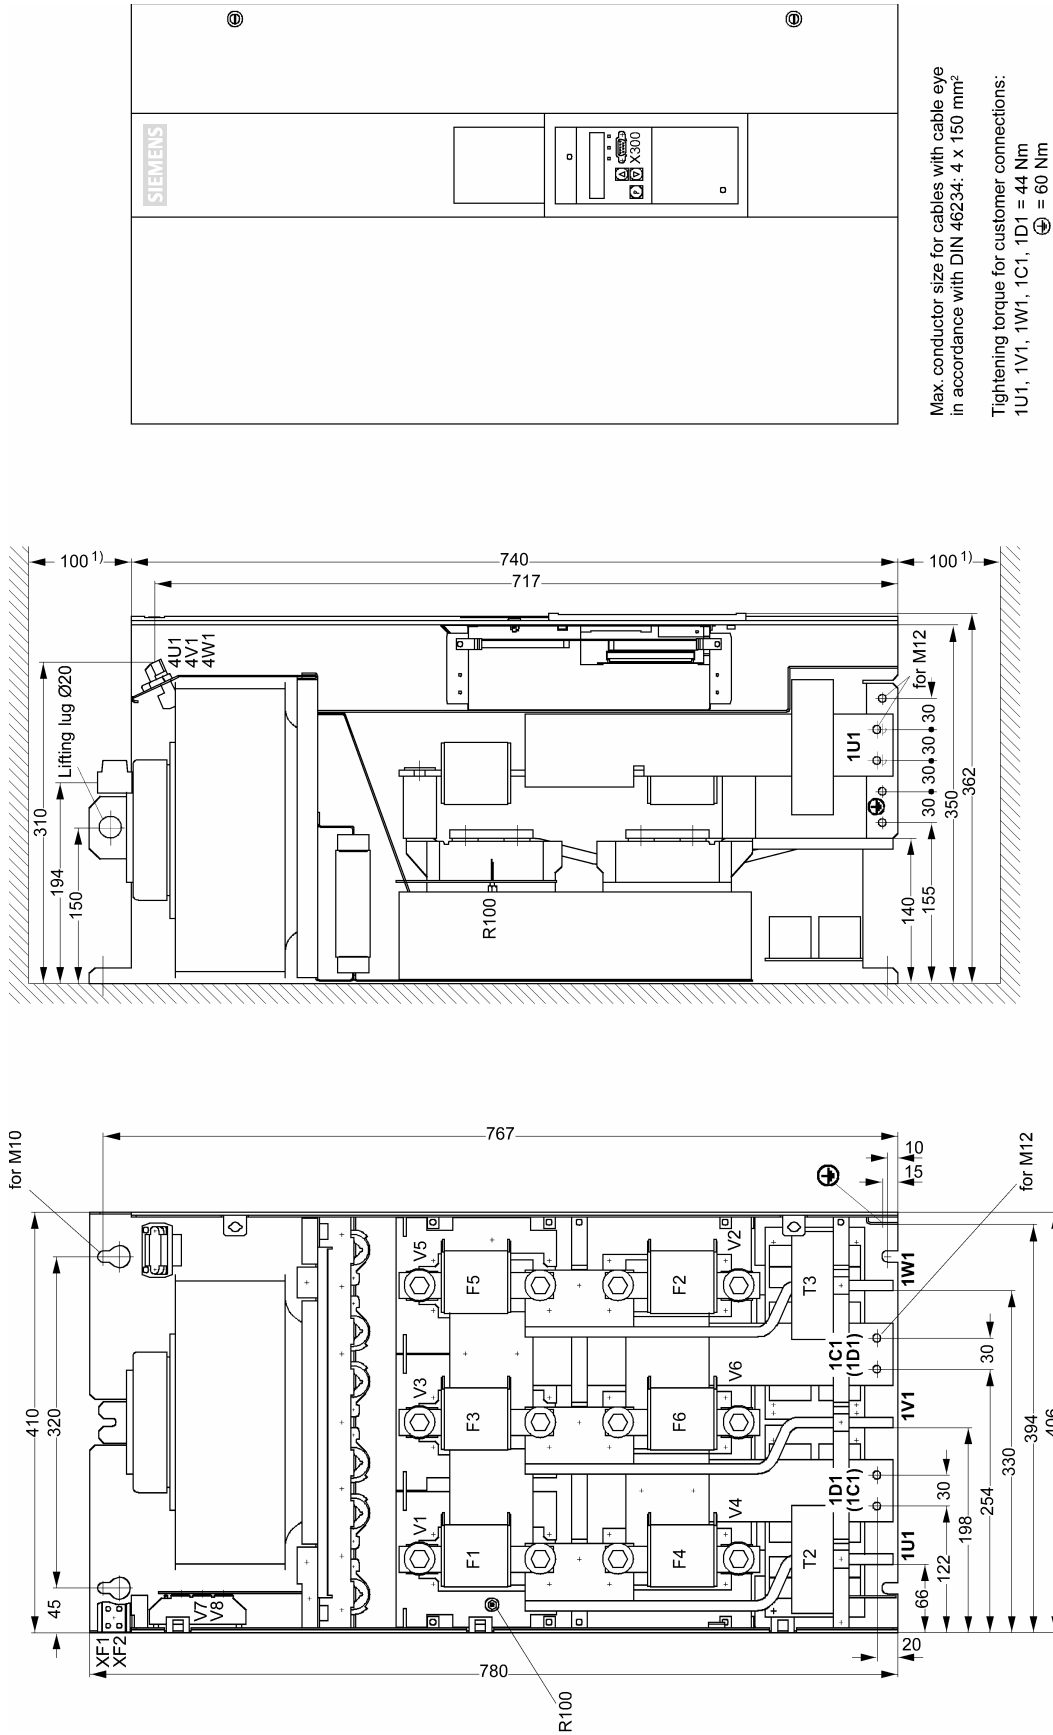 SIEMENS
X300
P
Max. conductor size for cables with cable eye
in accordance with DIN 46234: 4 x 150 mm²
Tightening torque for customer connections:
1U1, 1V1, 1W1, 1C1, 1D1 = 44 Nm
= 60 Nm
100 1)
740
100 1)
717
4U1
4V1
4W1
Lifting lug Ø20
310
194
150
for M12
1U1
30
30
30
30
R100
140
155
350
362
for M10
767
10
15
for M12
410
320
45
V5
V2
F5
F2
T3
1W1
1C1
(1D1)
30
V3
V6
F3
F6
1V1
1D1
(1C1)
30
V1
V4
F1
F4
T2
1U1
V7
V8
XF1
XF2
66
122
198
254
330
394
406
20
780
R100